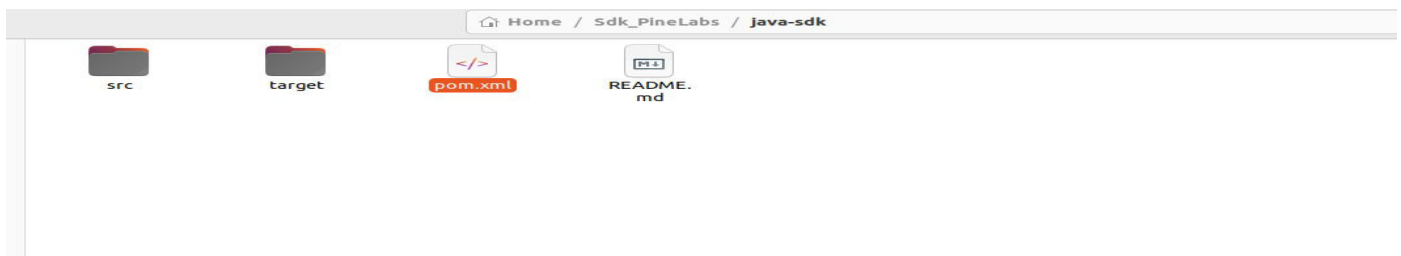 Home / Sdk_PineLabs / java-sdk
</>
M↓
src
target
pom.xml
README.
md